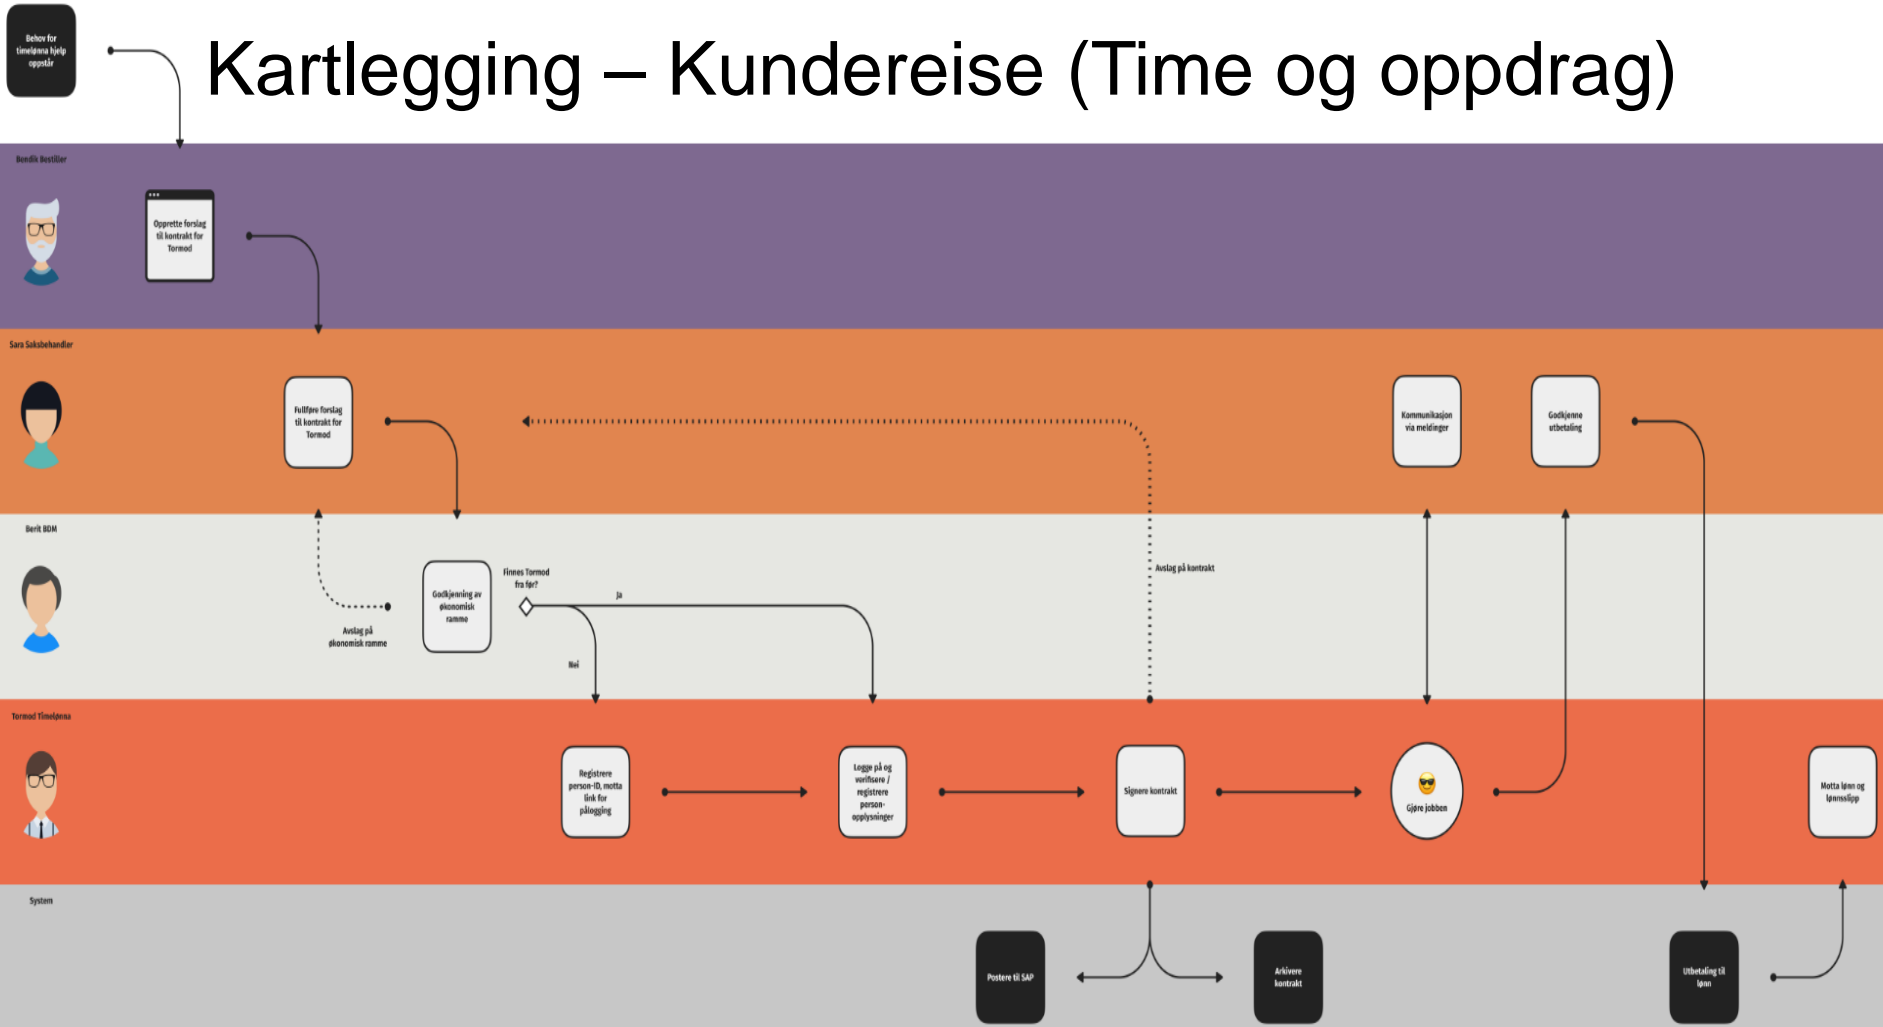 Behov for
timelønna hjelp
oppstår
Kartlegging – Kundereise (Time og oppdrag)
Bendik Bestiller
Opprette forslag
til kontrakt for
Tormod
Sara Saksbehandler
Fullføre forslag
til kontrakt for
Tormod
Kommunikasjon
via meldinger
Godkjenne
utbetaling
Berit BDM
Avslag på
økonomisk ramme
Godkjenning av
økonomisk
ramme
Finnes Tormod
fra før?
Ja
Nei
Avslag på kontrakt
Tormod Timelønna
Registrere
person-ID, motta
link for
pålogging
Logge på og
verifisere /
registrere
person-
opplysninger
Signere kontrakt
Gjøre jobben
Motta lønn og
lønnsslipp
System
Postere til SAP
Arkivere
kontrakt
Utbetaling til
lønn